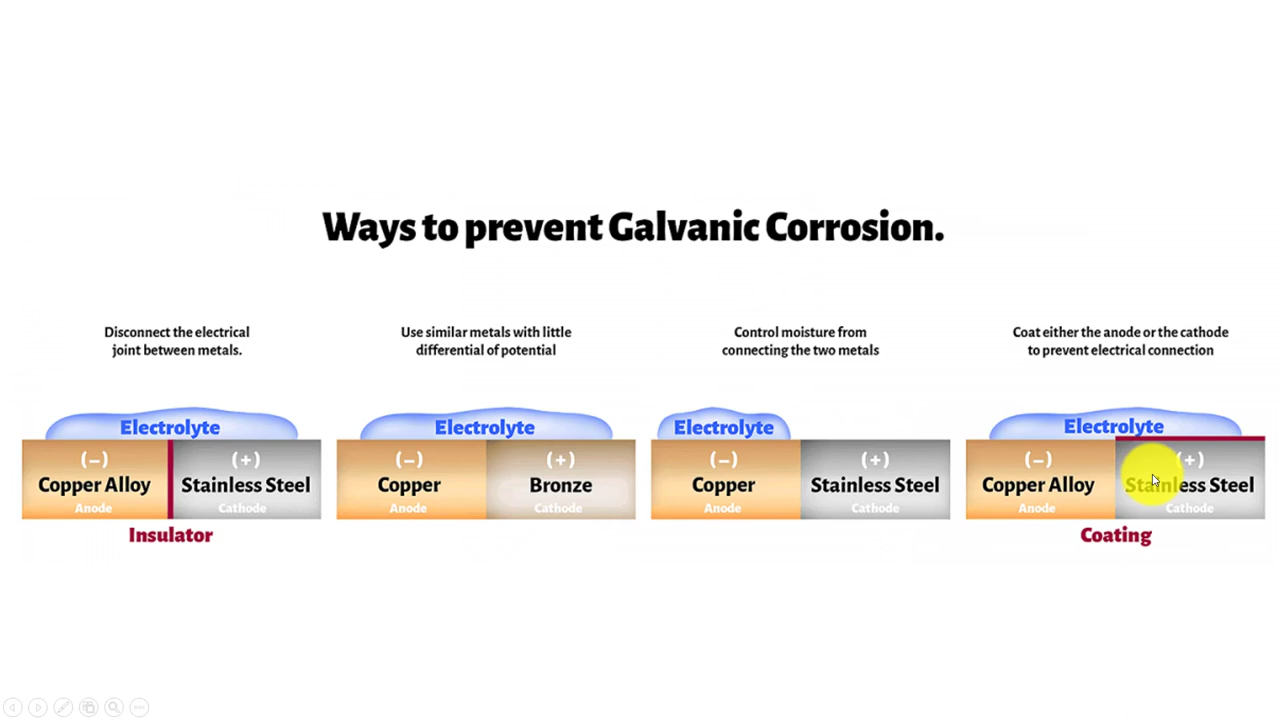 Ways to prevent Galvanic Corrosion.
Disconnect the electrical
joint between metals.
Electrolyte
(–)
(+)
Copper Alloy
Stainless Steel
Anode
Cathode
Insulator
Use similar metals with little
differential of potential
Electrolyte
(–)
(+)
Copper
Bronze
Anode
Cathode
Control moisture from
connecting the two metals
Electrolyte
(–)
(+)
Copper
Stainless Steel
Anode
Cathode
Coat either the anode or the cathode
to prevent electrical connection
Electrolyte
(–)
(+)
Copper Alloy
Stainless Steel
Anode
Cathode
Coating